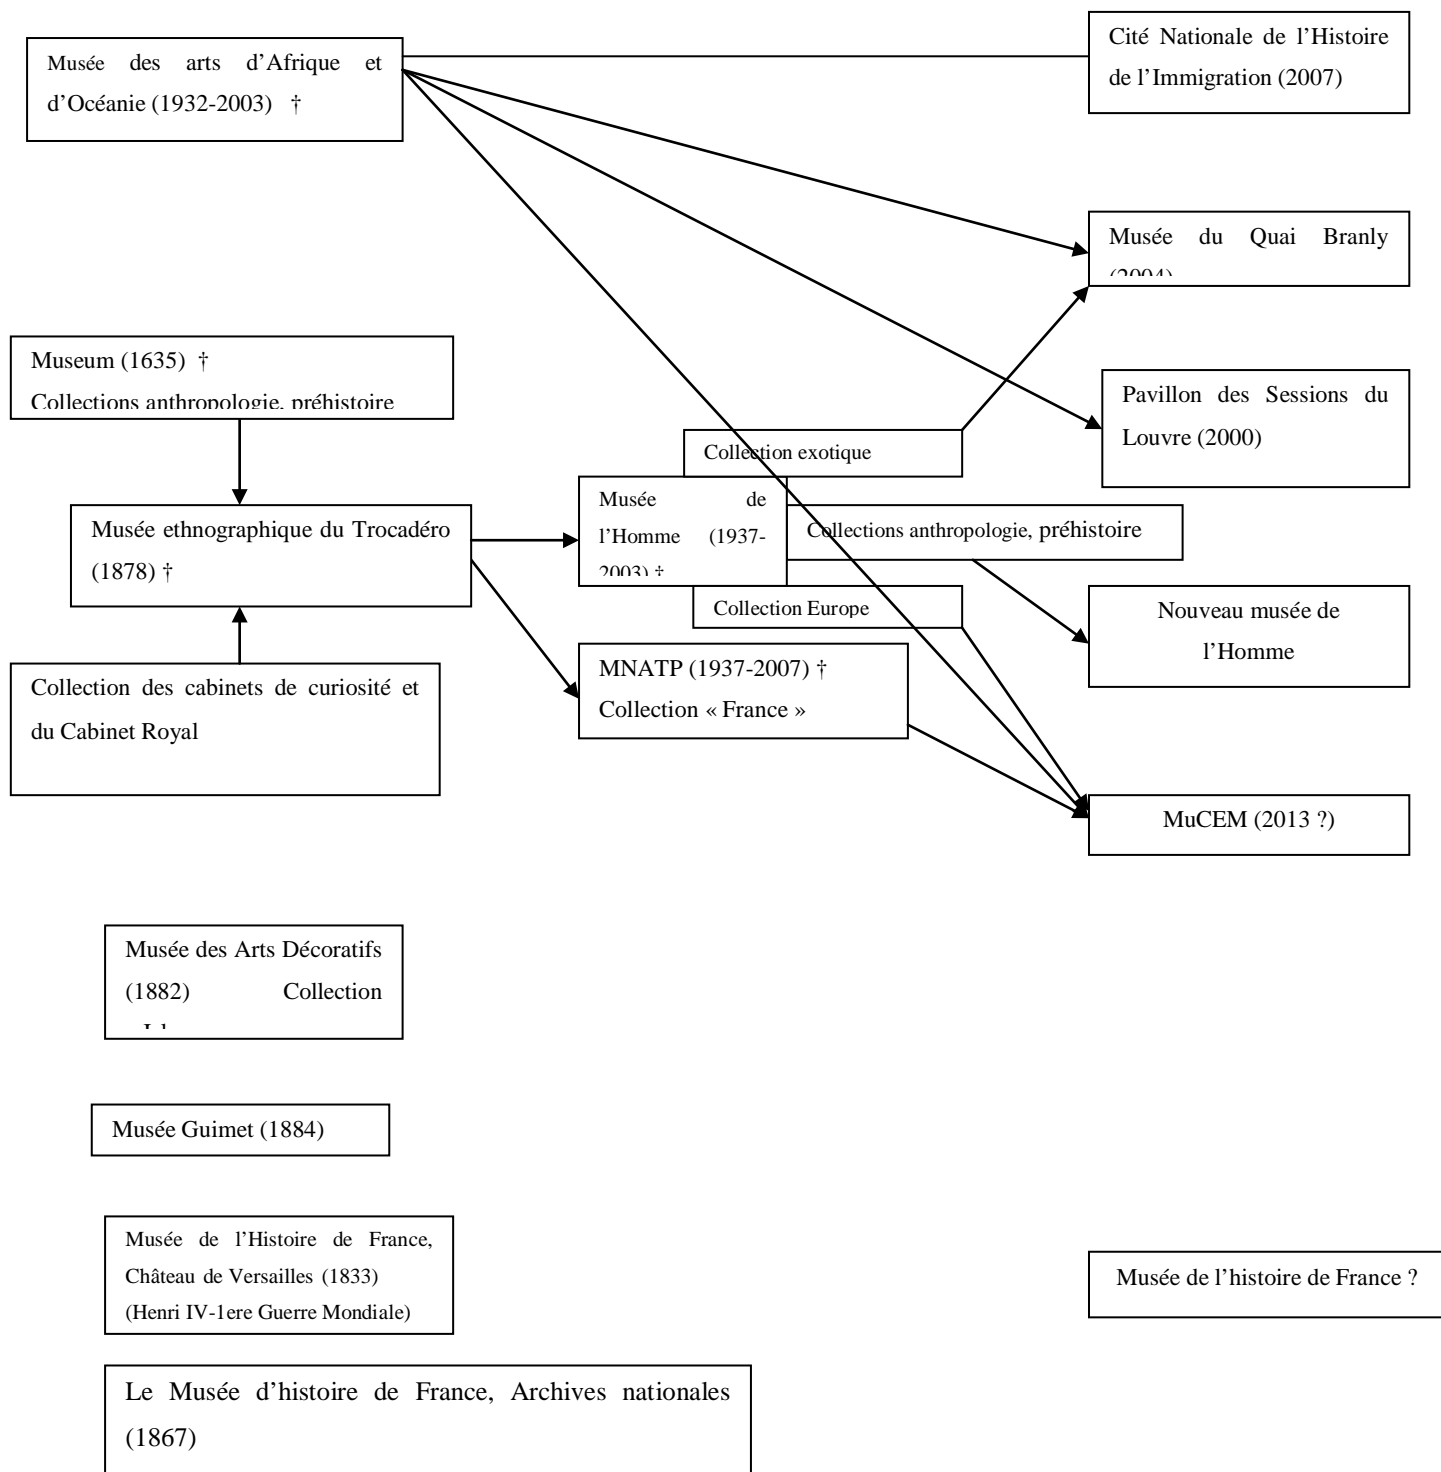 Musée des arts d’Afrique et
d’Océanie (1932-2003) †
Cité Nationale de l’Histoire
de l’Immigration (2007)
Musée du Quai Branly
(2004)
Museum (1635) †
Collections anthropologie, préhistoire
Pavillon des Sessions du
Louvre (2000)
Collection exotique
Musée ethnographique du Trocadéro
(1878) †
Musée de
l’Homme (1937-
2003) †
Collections anthropologie, préhistoire
Collection Europe
Nouveau musée de
l’Homme
Collection des cabinets de curiosité et
du Cabinet Royal
MNATP (1937-2007) †
Collection « France »
MuCEM (2013 ?)
Musée des Arts Décoratifs
(1882) Collection
Musée Guimet (1884)
Musée de l’Histoire de France,
Château de Versailles (1833)
(Henri IV-1ere Guerre Mondiale)
Musée de l’histoire de France ?
Le Musée d’histoire de France, Archives nationales
(1867)